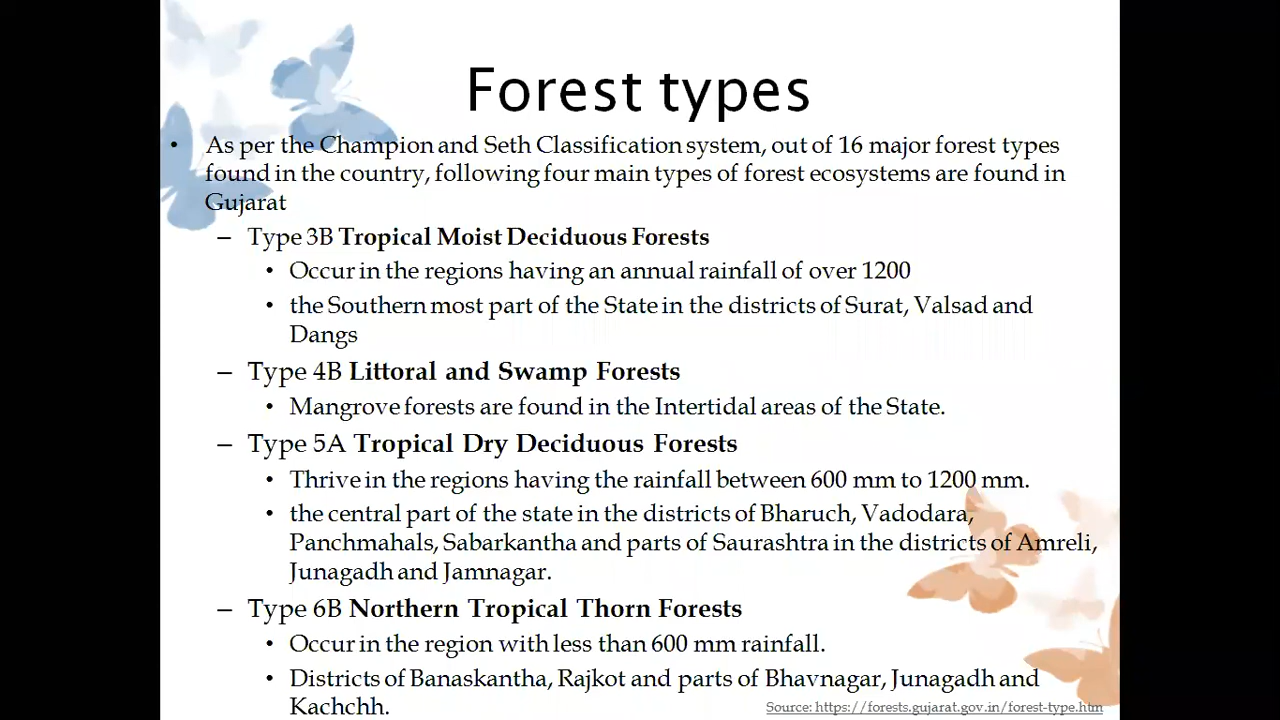 Forest types
• As per the Champion and Seth Classification system, out of 16 major forest types
found in the country, following four main types of forest ecosystems are found in
Gujarat
– Type 3B Tropical Moist Deciduous Forests
• Occur in the regions having an annual rainfall of over 1200
• the Southern most part of the State in the districts of Surat, Valsad and
Dangs
– Type 4B Littoral and Swamp Forests
• Mangrove forests are found in the Intertidal areas of the State.
– Type 5A Tropical Dry Deciduous Forests
• Thrive in the regions having the rainfall between 600 mm to 1200 mm.
• the central part of the state in the districts of Bharuch, Vadodara,
Panchmahals, Sabarkantha and parts of Saurashtra in the districts of Amreli,
Junagadh and Jamnagar.
– Type 6B Northern Tropical Thorn Forests
• Occur in the region with less than 600 mm rainfall.
• Districts of Banaskantha, Rajkot and parts of Bhavnagar, Junagadh and
Kachchh.
Source: https://forests.gujarat.gov.in/forest-type.htm